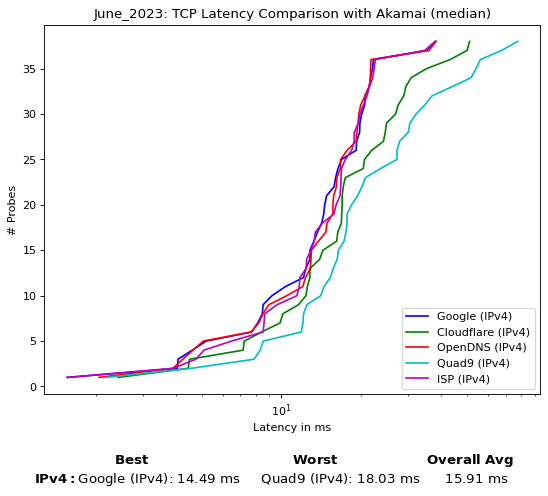 June_2023: TCP Latency Comparison with Akamai (median)
# Probes
35
30
25
20
15
10
5
0
Google (IPv4)
Cloudflare (IPv4)
OpenDNS (IPv4)
Quad9 (IPv4)
ISP (IPv4)
10¹
Latency in ms
Best Worst Overall Avg
IPv4: Google (IPv4): 14.49 ms Quad9 (IPv4): 18.03 ms 15.91 ms